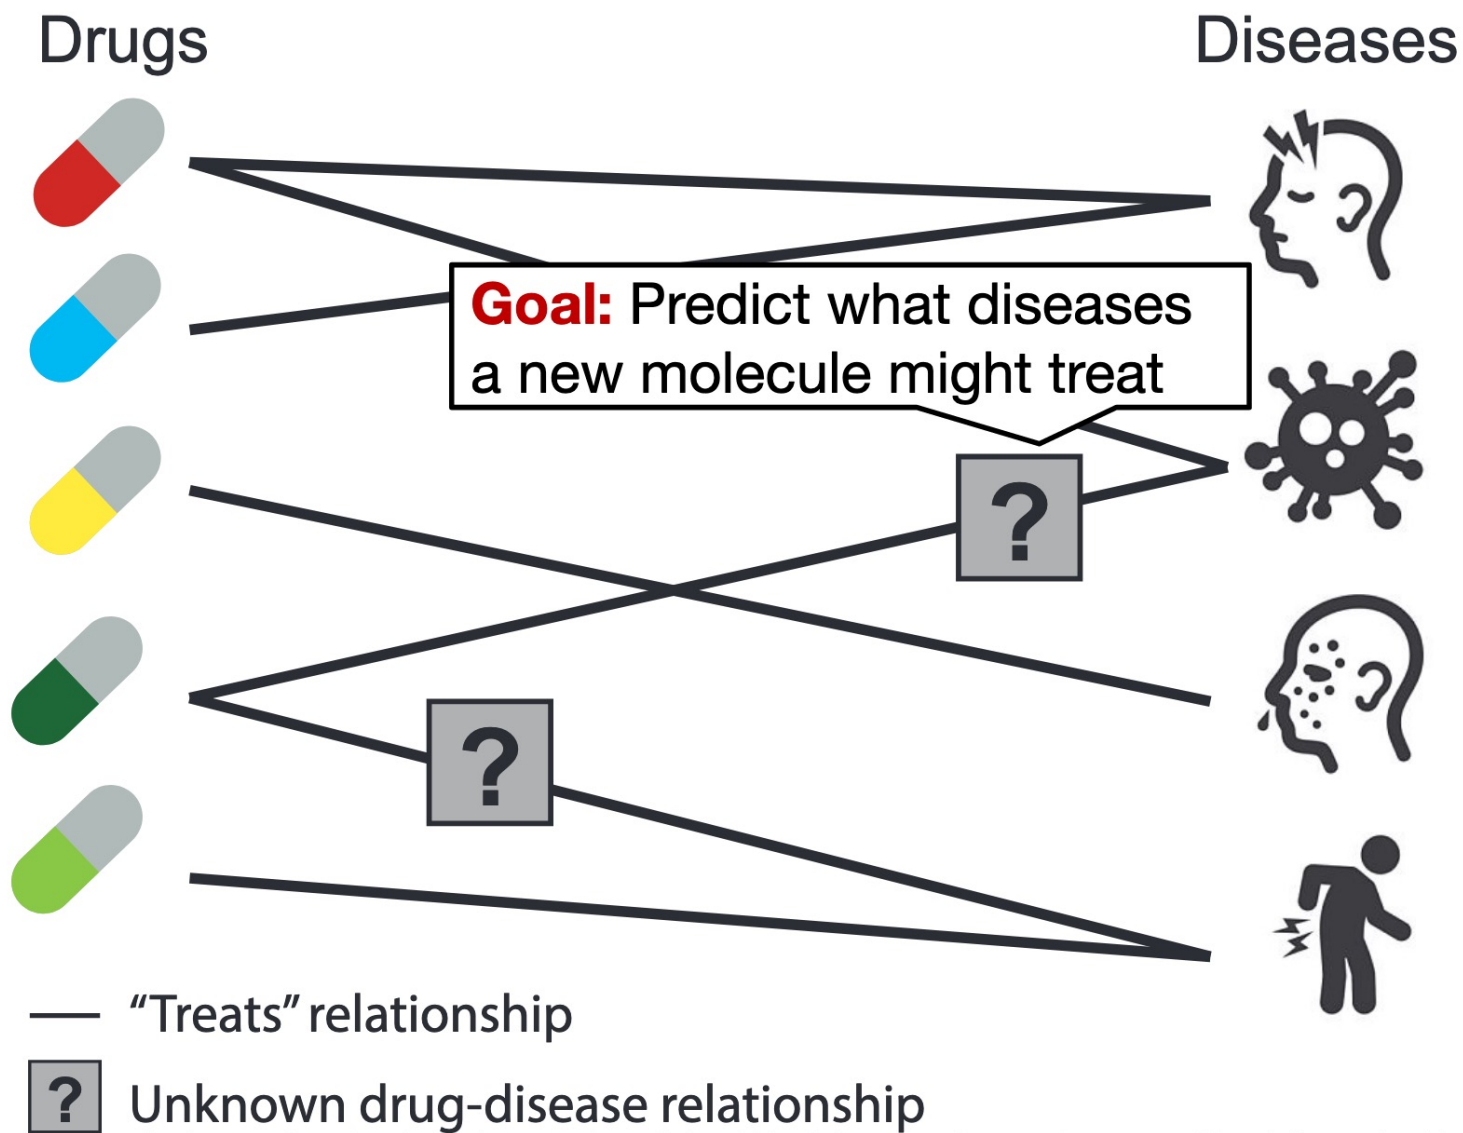 Drugs
Diseases
Goal: Predict what diseases
a new molecule might treat
?
?
“Treats” relationship
?
Unknown drug-disease relationship